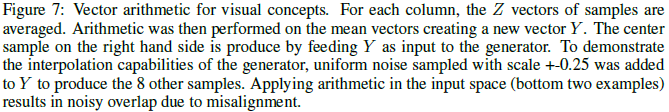 Figure 7: Vector arithmetic for visual concepts. For each column, the Z vectors of samples are
averaged. Arithmetic was then performed on the mean vectors creating a new vector Y. The center
sample on the right hand side is produce by feeding Y as input to the generator. To demonstrate
the interpolation capabilities of the generator, uniform noise sampled with scale +-0.25 was added
to Y to produce the 8 other samples. Applying arithmetic in the input space (bottom two examples)
results in noisy overlap due to misalignment.